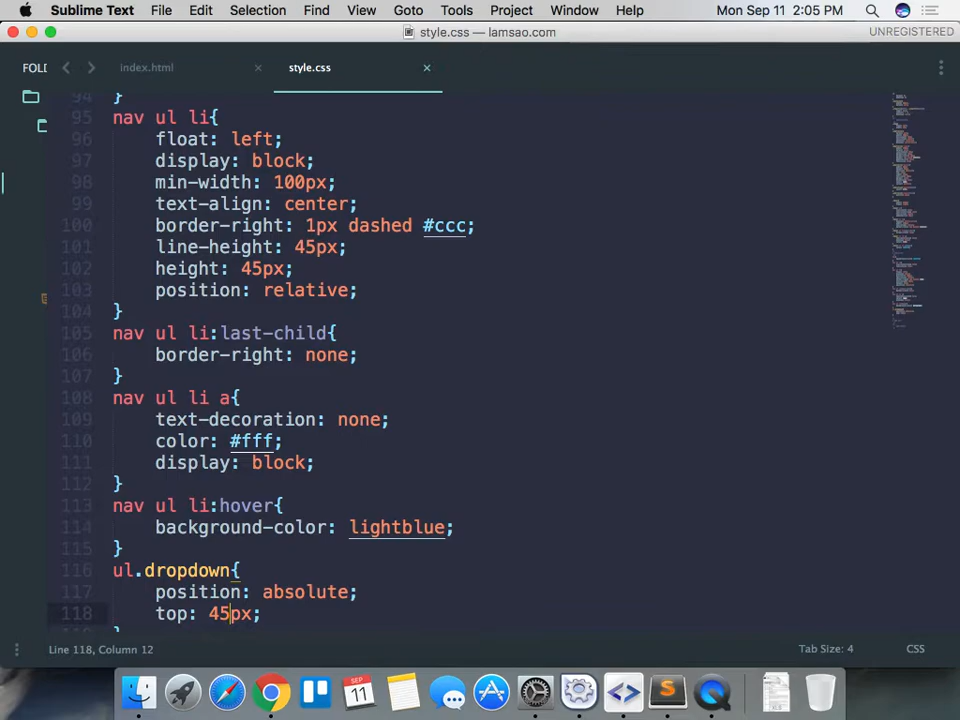 Sublime Text File Edit Selection Find View Goto Tools Project Window Help Mon Sep 11 2:05 PM
style.css — lamsao.com UNREGISTERED
FOLD index.html × style.css ×
94 }
95 nav ul li{
96 float: left;
97 display: block;
98 min-width: 100px;
99 text-align: center;
100 border-right: 1px dashed #ccc;
101 line-height: 45px;
102 height: 45px;
103 position: relative;
104 }
105 nav ul li:last-child{
106 border-right: none;
107 }
108 nav ul li a{
109 text-decoration: none;
110 color: #fff;
111 display: block;
112 }
113 nav ul li:hover{
114 background-color: lightblue;
115 }
116 ul.dropdown{
117 position: absolute;
118 top: 45px;
Line 118, Column 12 Tab Size: 4 CSS
SEP
11